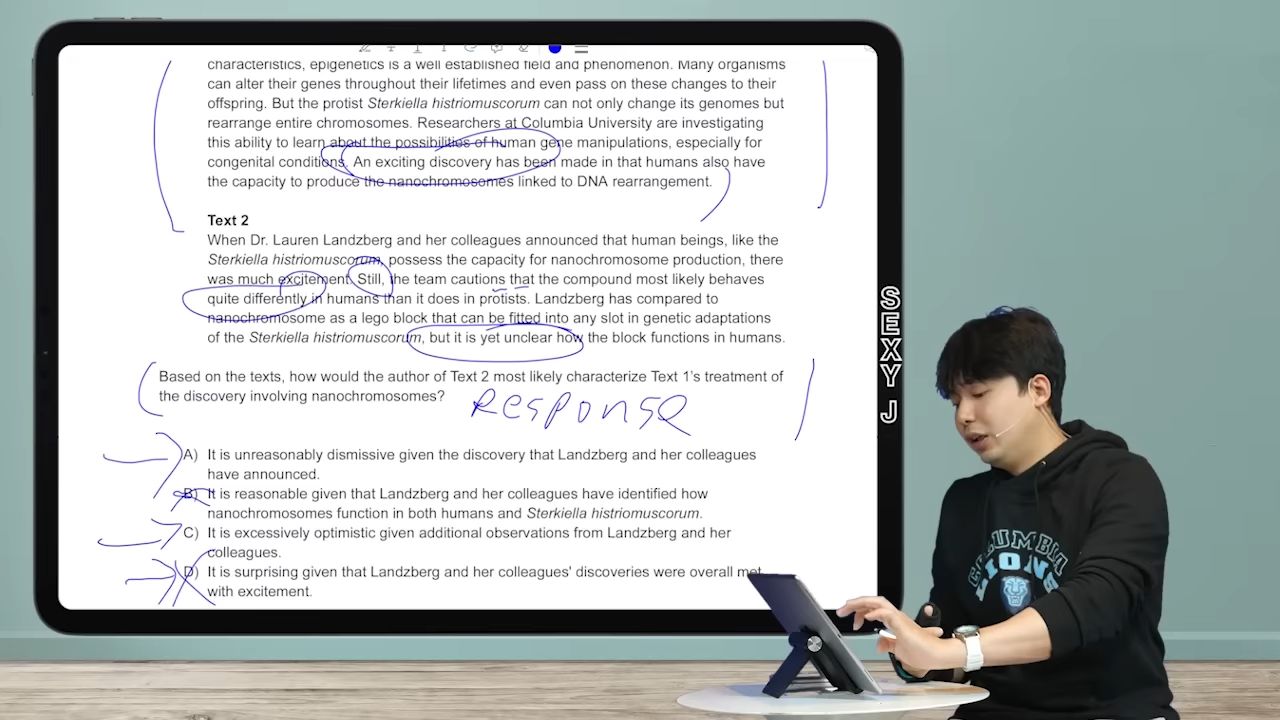 characteristics, epigenetics is a well established field and phenomenon. Many organisms
can alter their genes throughout their lifetimes and even pass on these changes to their
offspring. But the protist Sterkiella histriomuscorum can not only change its genomes but
rearrange entire chromosomes. Researchers at Columbia University are investigating
this ability to learn about the possibilities of human gene manipulations, especially for
congenital conditions. An exciting discovery has been made in that humans also have
the capacity to produce the nanochromosomes linked to DNA rearrangement.
Text 2
When Dr. Lauren Landzberg and her colleagues announced that human beings, like the
Sterkiella histriomuscorum, possess the capacity for nanochromosome production, there
was much excitement. Still, the team cautions that the compound most likely behaves
quite differently in humans than it does in protists. Landzberg has compared to
nanochromosome as a lego block that can be fitted into any slot in genetic adaptations
of the Sterkiella histriomuscorum, but it is yet unclear how the block functions in humans.
Based on the texts, how would the author of Text 2 most likely characterize Text 1's treatment of
the discovery involving nanochromosomes?
Response
A) It is unreasonably dismissive given the discovery that Landzberg and her colleagues
have announced.
B) It is reasonable given that Landzberg and her colleagues have identified how
nanochromosomes function in both humans and Sterkiella histriomuscorum.
C) It is excessively optimistic given additional observations from Landzberg and her
colleagues.
D) It is surprising given that Landzberg and her colleagues' discoveries were overall met
with excitement.
SEXY J
COLUMBIA
LIONS